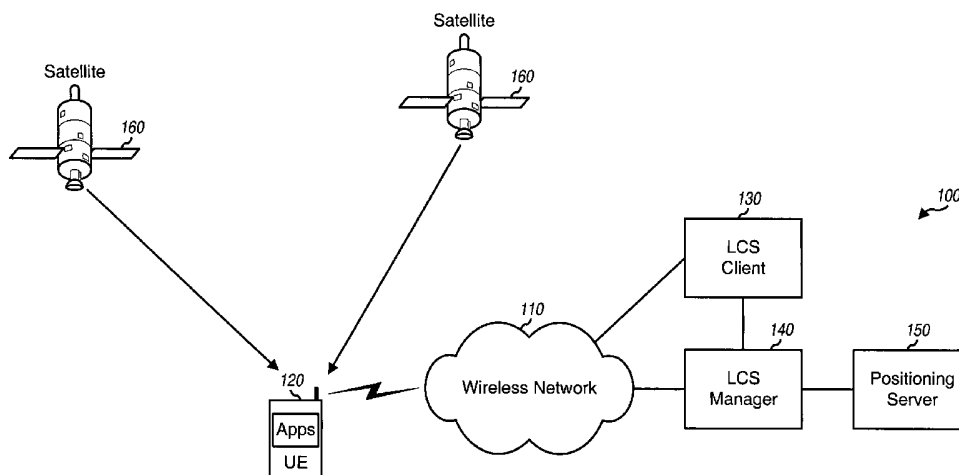 Satellite
160
Satellite
160
100
130
LCS
Client
110
Wireless Network
140
LCS
Manager
150
Positioning
Server
120
Apps
UE